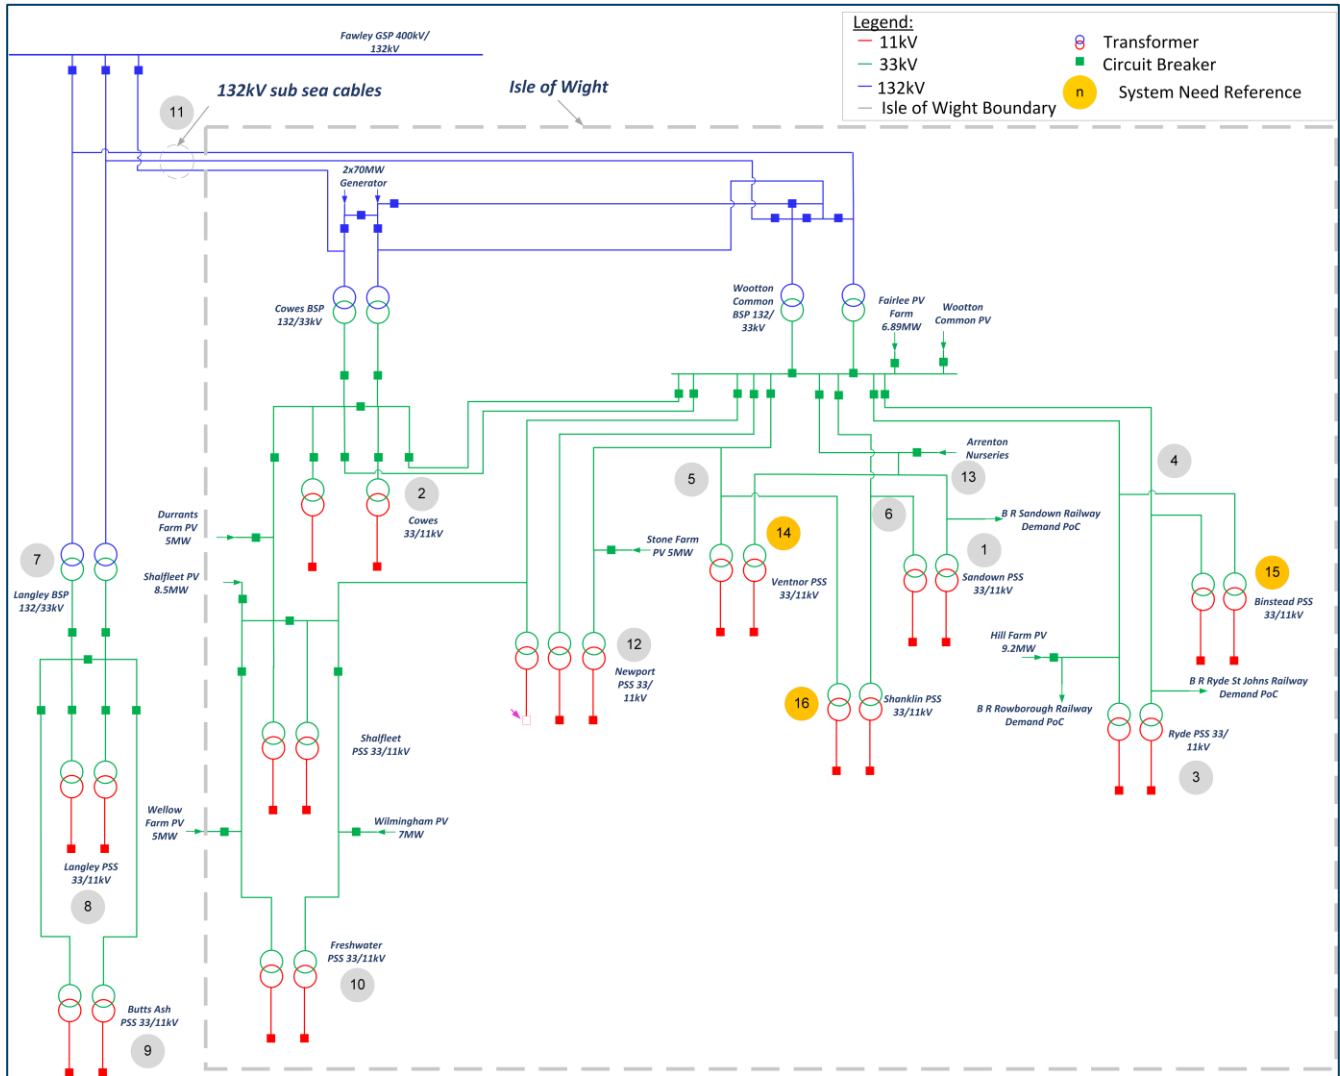 Fawley GSP 400kV/
132kV
Legend:
11kV
33kV
132kV
Isle of Wight Boundary
Transformer
Circuit Breaker
n
System Need Reference
132kV sub sea cables
Isle of Wight
11
2x70MW
Generator
Cowes BSP
132/33kV
Wootton
Common
BSP 132/
33kV
Fairlee PV
Farm
6.89MW
Wootton
Common PV
Arrenton
Nurseries
13
4
5
6
2
Cowes
33/11kV
Durrants
Farm PV
5MW
Stone Farm
PV 5MW
14
Ventnor PSS
33/11kV
B R Sandown Railway
Demand PoC
1
Sandown PSS
33/11kV
15
Binstead PSS
33/11kV
7
Langley BSP
132/33kV
Shalfleet PV
8.5MW
12
Newport
PSS 33/
11kV
Hill Farm PV
9.2MW
B R Ryde St Johns Railway
Demand PoC
B R Rowborough Railway
Demand PoC
16
Shanklin PSS
33/11kV
Ryde PSS 33/
11kV
3
Shalfleet
PSS 33/11kV
Wellow
Farm PV
5MW
Wilmingham PV
7MW
Langley PSS
33/11kV
8
Freshwater
PSS 33/11kV
10
Butts Ash
PSS 33/11kV
9